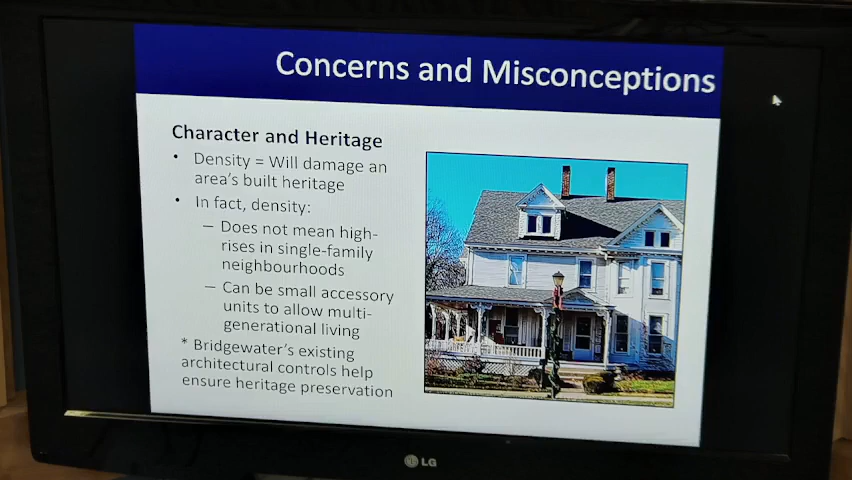 Concerns and Misconceptions
Character and Heritage
• Density = Will damage an
area's built heritage
• In fact, density:
– Does not mean high-
rises in single-family
neighbourhoods
– Can be small accessory
units to allow multi-
generational living
* Bridgewater's existing
architectural controls help
ensure heritage preservation
LG